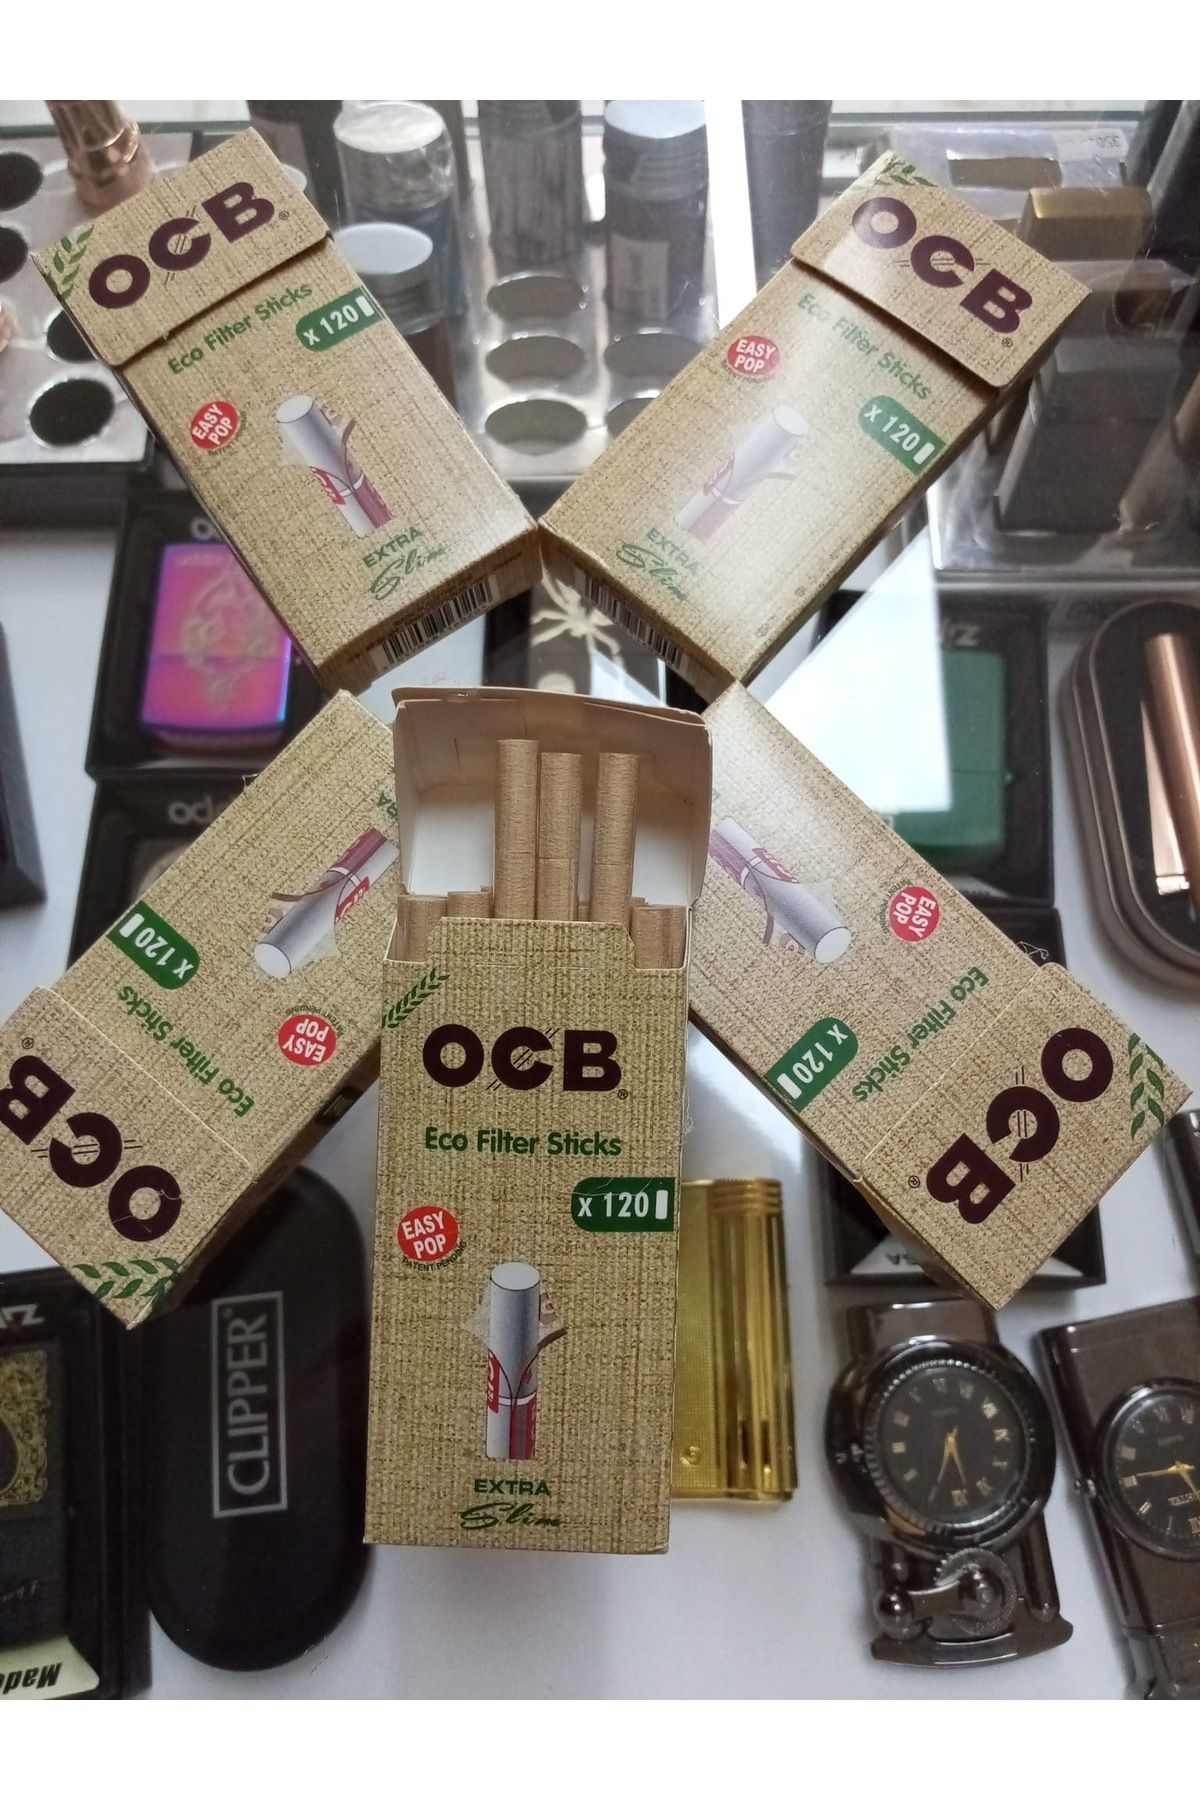 OCB®
Eco Filter Sticks
x 120
EASY
POP
EXTRA
Slim
OCB®
Eco Filter Sticks
x 120
EASY
POP
EXTRA
Slim
x 120
EASY
POP
Eco Filter Sticks
OCB®
EASY
POP
Eco Filter Sticks
x 120
OCB®
OCB®
Eco Filter Sticks
x 120
EASY
POP
PATENT PENDING
EXTRA
Slim
CLIPPER
Made